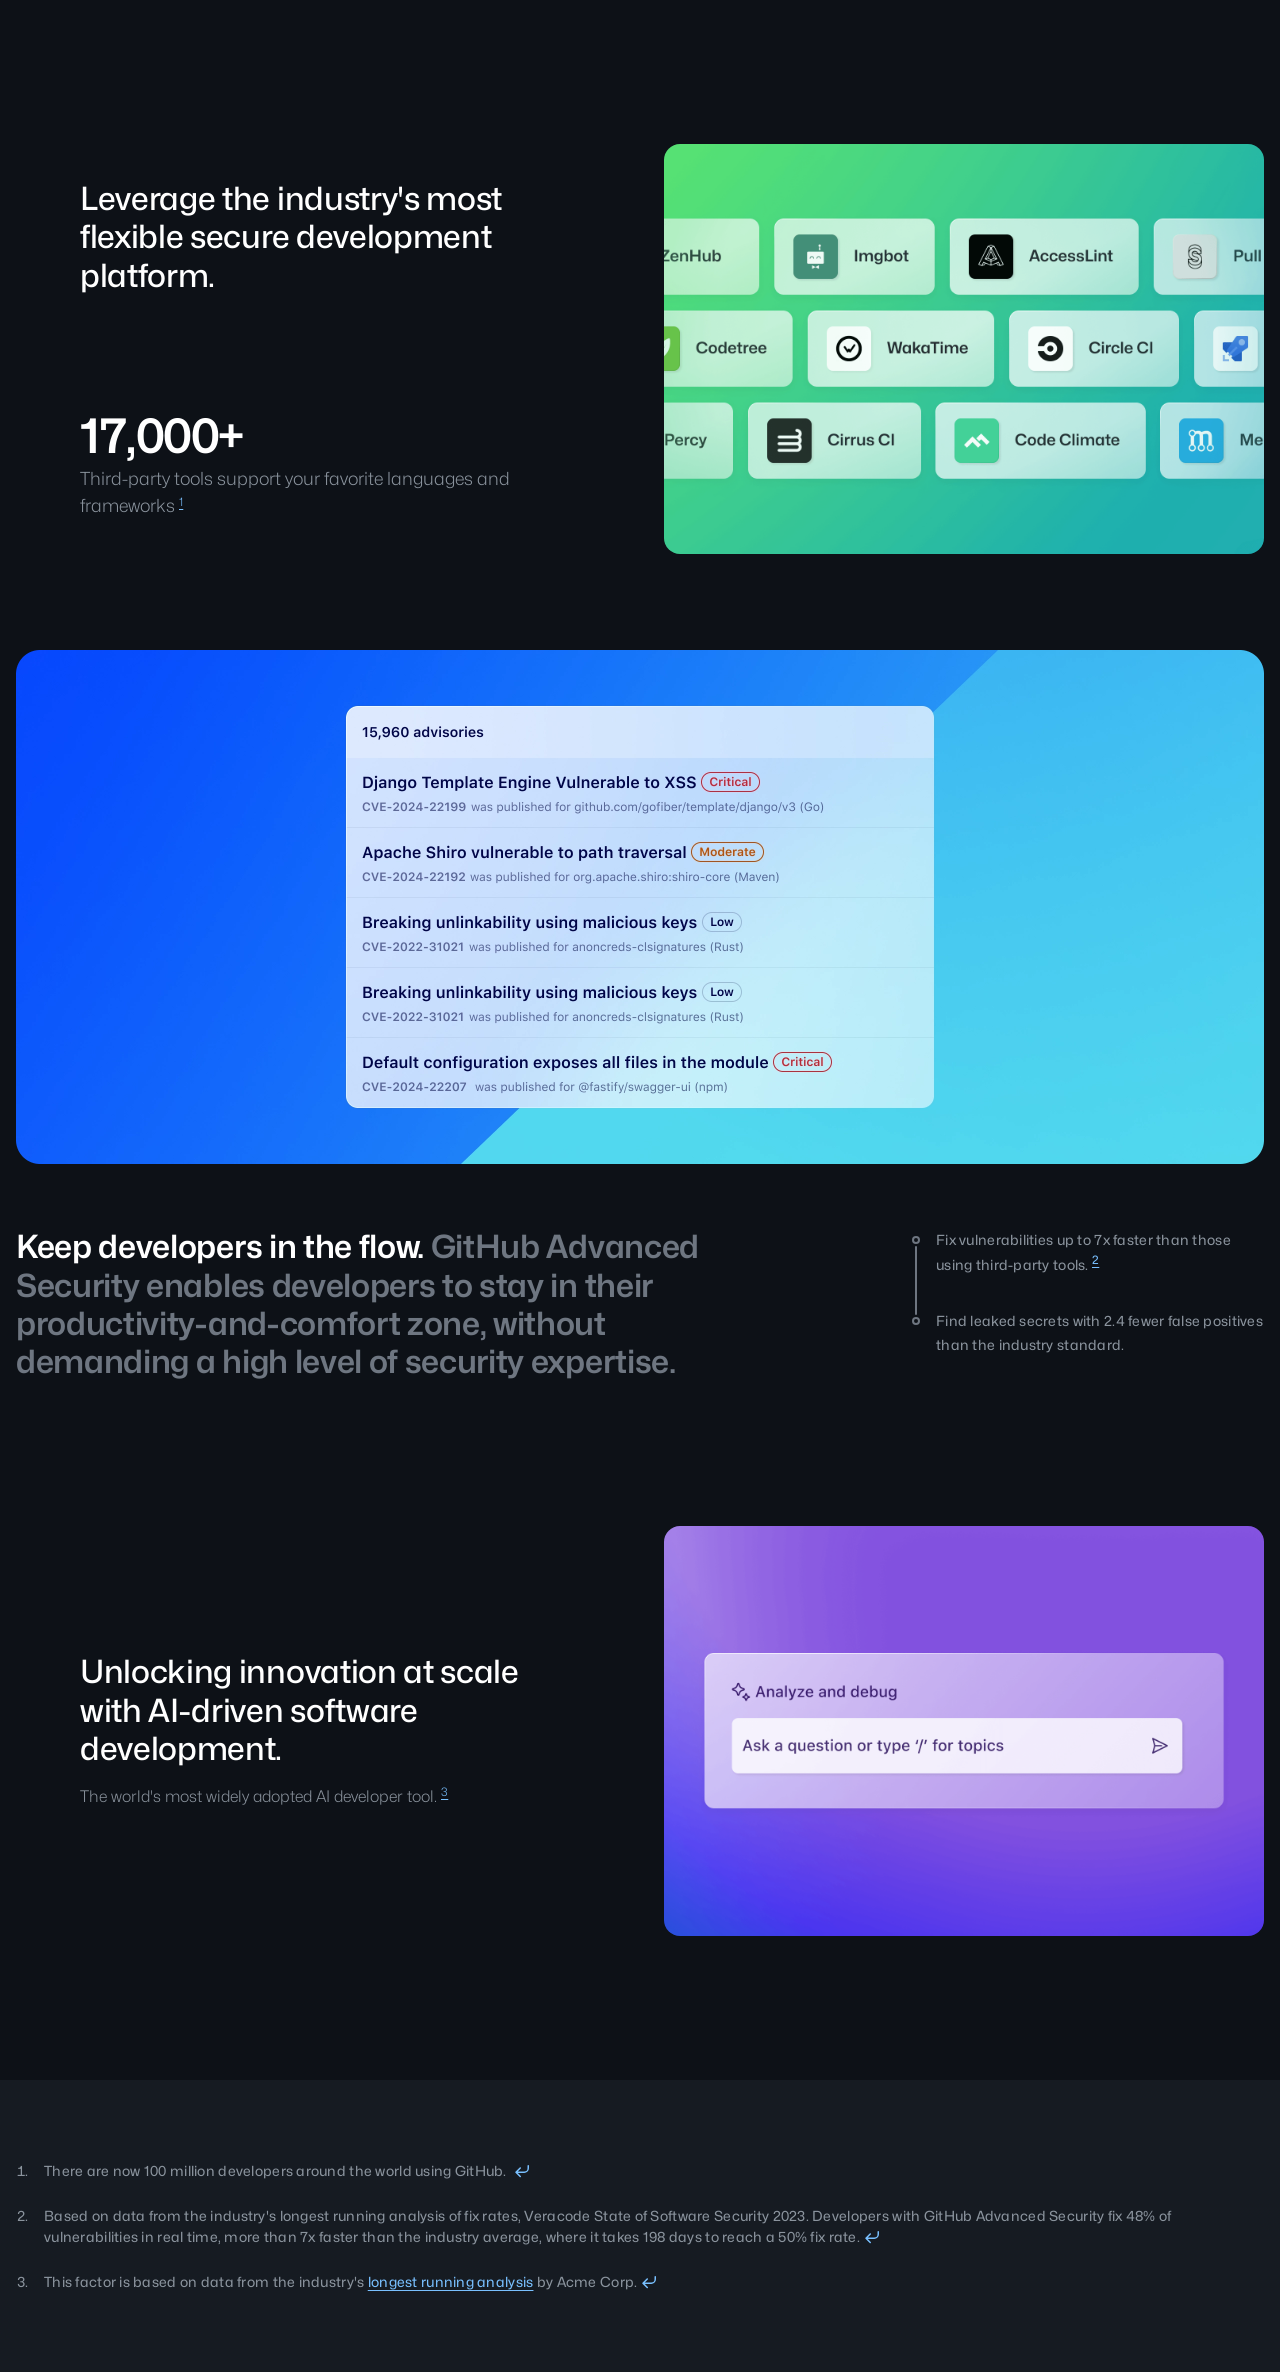 Leverage the industry's most
flexible secure development
platform.
17,000+
Third-party tools support your favorite languages and
frameworks 1
ZenHub
Imgbot
AccessLint
Pull
Codetree
WakaTime
Circle CI
Percy
Cirrus CI
Code Climate
Me
15,960 advisories
Django Template Engine Vulnerable to XSS Critical
CVE-2024-22199 was published for github.com/gofiber/template/django/v3 (Go)
Apache Shiro vulnerable to path traversal Moderate
CVE-2024-22192 was published for org.apache.shiro:shiro-core (Maven)
Breaking unlinkability using malicious keys Low
CVE-2022-31021 was published for anoncreds-clsignatures (Rust)
Breaking unlinkability using malicious keys Low
CVE-2022-31021 was published for anoncreds-clsignatures (Rust)
Default configuration exposes all files in the module Critical
CVE-2024-22207 was published for @fastify/swagger-ui (npm)
Keep developers in the flow. GitHub Advanced
Security enables developers to stay in their
productivity-and-comfort zone, without
demanding a high level of security expertise.
Fix vulnerabilities up to 7x faster than those
using third-party tools. 2
Find leaked secrets with 2.4 fewer false positives
than the industry standard.
Unlocking innovation at scale
with AI-driven software
development.
The world's most widely adopted AI developer tool. 3
Analyze and debug
Ask a question or type ‘/’ for topics
1. There are now 100 million developers around the world using GitHub.
2. Based on data from the industry's longest running analysis of fix rates, Veracode State of Software Security 2023. Developers with GitHub Advanced Security fix 48% of
vulnerabilities in real time, more than 7x faster than the industry average, where it takes 198 days to reach a 50% fix rate.
3. This factor is based on data from the industry's longest running analysis by Acme Corp.